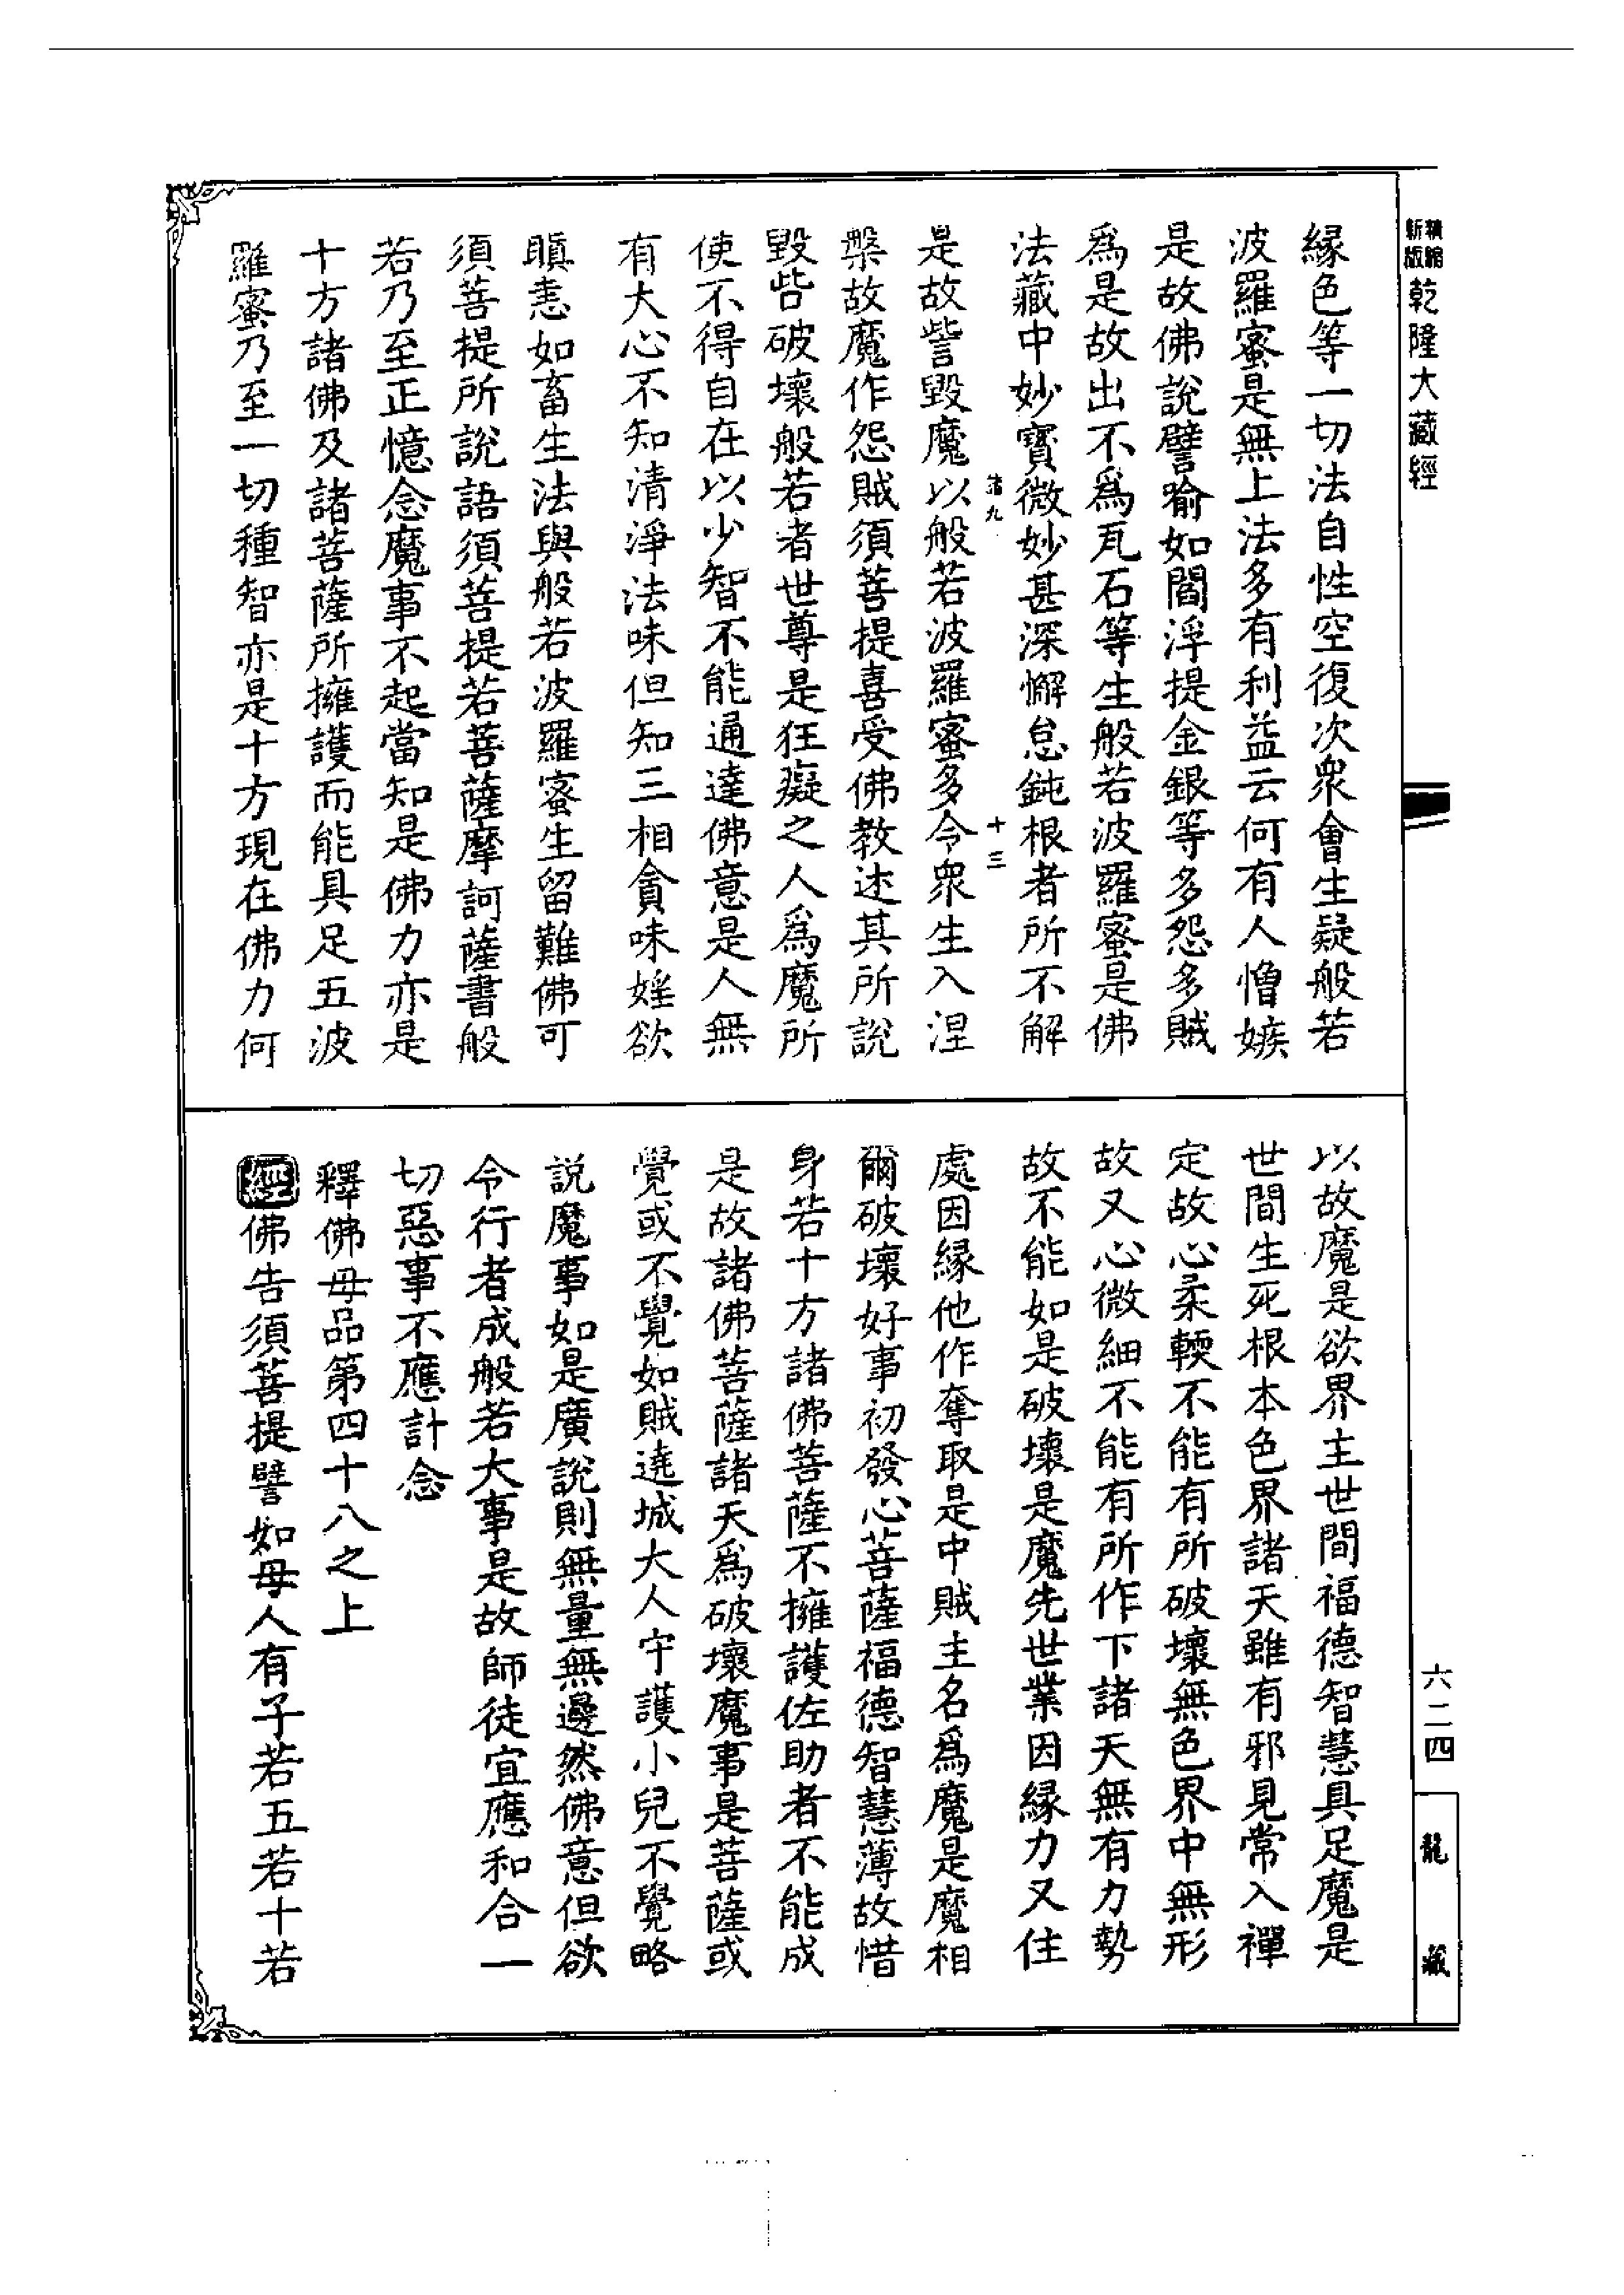 新版精縮乾隆大藏經
緣色等一切法自性空復次眾會生疑般若
波羅蜜是無上法多有利益云何有人憎嫉
是故佛說譬喻如閻浮提金銀等多怨多賊
為是故出不為瓦石等生般若波羅蜜是佛
法藏中妙寶微妙甚深懈怠鈍根者所不解
十三
是故訾毀魔以般若波羅蜜多令眾生入涅
槃故魔作怨賊須菩提喜受佛教述其所說
毀呰破壞般若者世尊是狂癡之人為魔所
使不得自在以少智不能通達佛意是人無
有大心不知清淨法味但知三相貪味婬欲
瞋恚如畜生法與般若波羅蜜生留難佛可
須菩提所說語須菩提若菩薩摩訶薩書般
若乃至正憶念魔事不起當知是佛力亦是
十方諸佛及諸菩薩所擁護而能具足五波
羅蜜乃至一切種智亦是十方現在佛力何
以故魔是欲界主世間福德智慧具足魔是
世間生死根本色界諸天雖有邪見常入禪
定故心柔輭不能有所破壞無色界中無形
故又心微細不能有所作下諸天無有力勢
故不能如是破壞是魔先世業因緣力又住
處因緣他作奪取是中賊主名為魔是魔相
爾破壞好事初發心菩薩福德智慧薄故惜
身若十方諸佛菩薩不擁護佐助者不能成
是故諸佛菩薩諸天為破壞魔事是菩薩或
覺或不覺如賊遶城大人守護小兒不覺略
說魔事如是廣說則無量無邊然佛意但欲
令行者成般若大事是故師徒宜應和合一
切惡事不應計念
釋佛母品第四十八之上
經佛告須菩提譬如母人有子若五若十若
六二四
龍藏